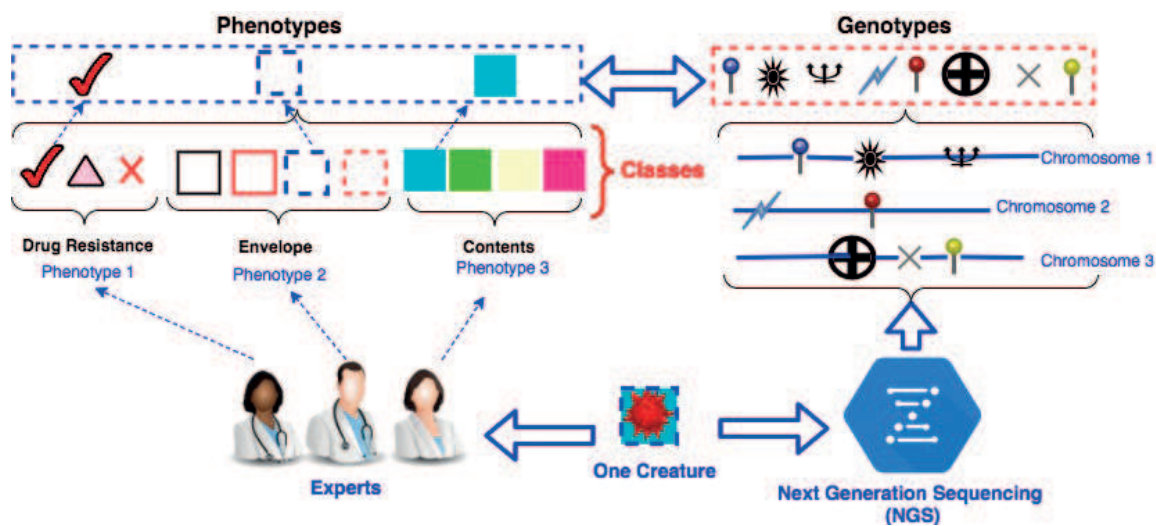 Phenotypes
Genotypes
Classes
Chromosome 1
Chromosome 2
Chromosome 3
Drug Resistance
Phenotype 1
Envelope
Phenotype 2
Contents
Phenotype 3
Experts
One Creature
Next Generation Sequencing
(NGS)